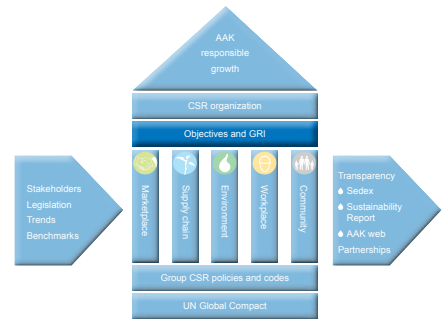 AAK
responsible
growth
CSR organization
Objectives and GRI
Stakeholders
Legislation
Trends
Benchmarks
Marketplace
Supply chain
Environment
Workplace
Community
Transparency
Sedex
Sustainability
Report
AAK web
Partnerships
Group CSR policies and codes
UN Global Compact